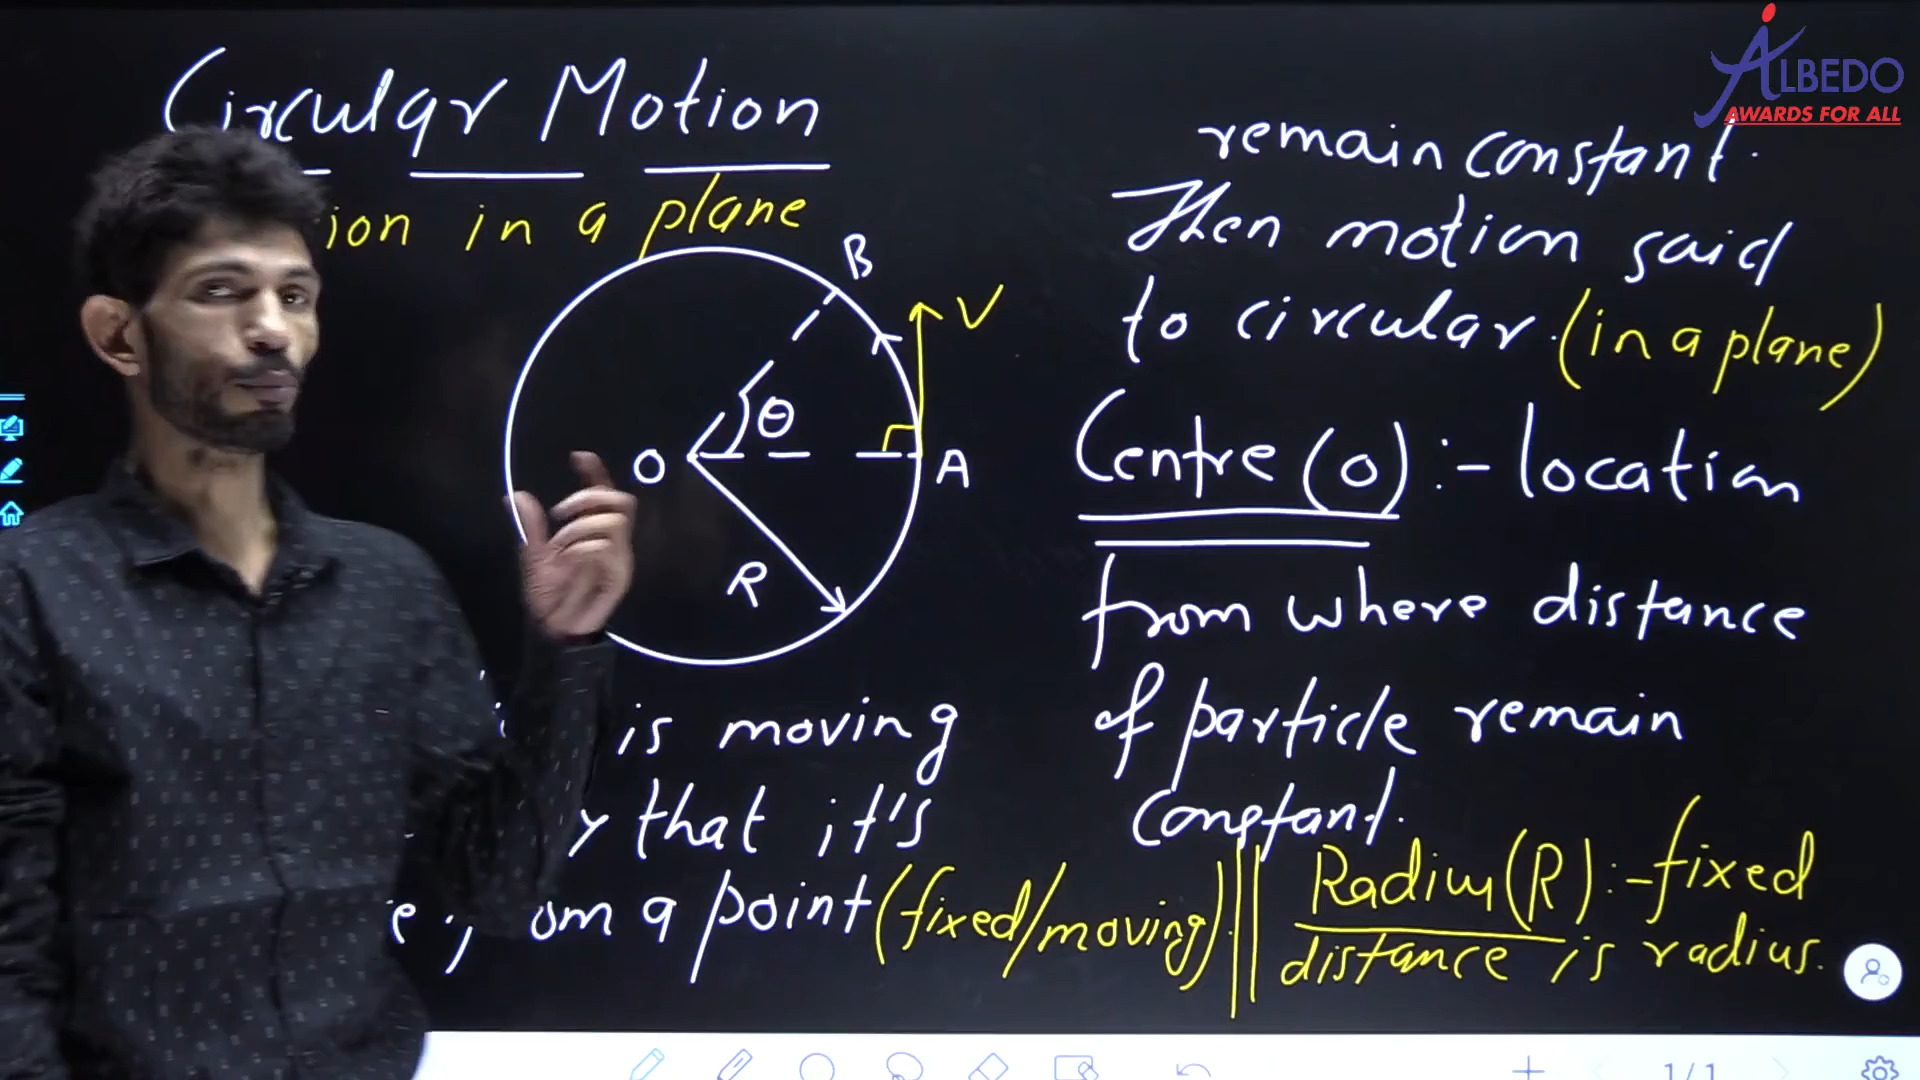 Circular Motion
ion in a plane
B
V
θ
O
A
R
is moving
y that it's
om a point (fixed/moving)
ALBEDO
AWARDS FOR ALL
remain constant.
Then motion said
to circular. (in a plane)
Centre (O) :- location
from where distance
of particle remain
constant.
Radius (R) :- fixed
distance is radius.
1/1